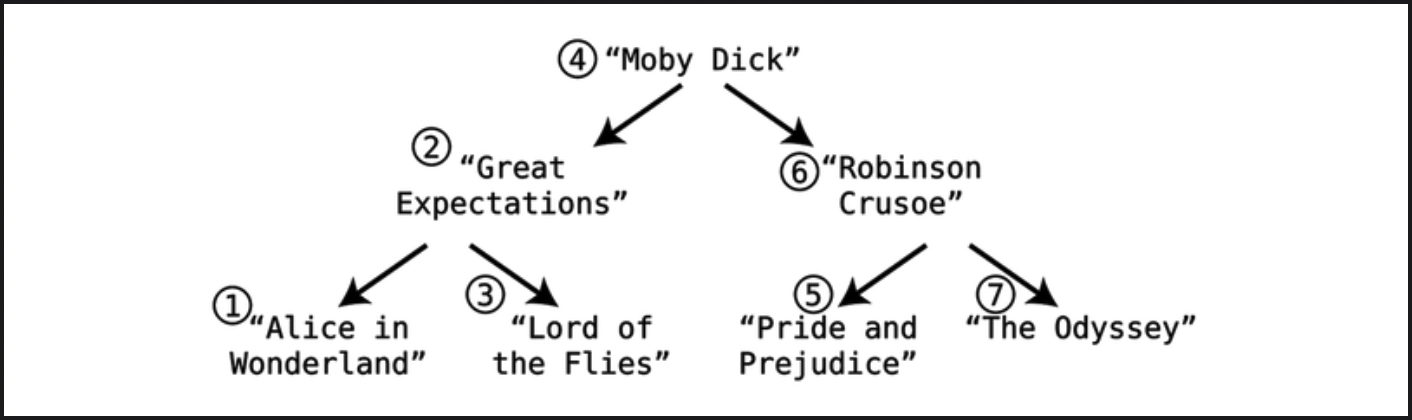 ④ “Moby Dick”
② “Great
Expectations”
⑥ “Robinson
Crusoe”
① “Alice in
Wonderland”
③ “Lord of
the Flies”
⑤ “Pride and
Prejudice”
⑦ “The Odyssey”